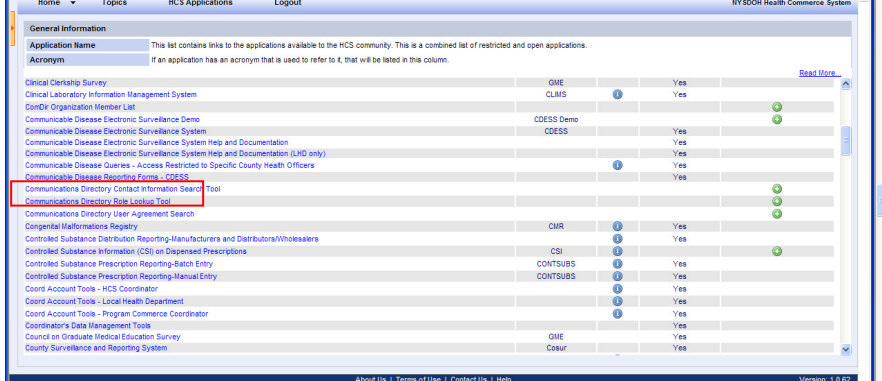 Home Topics HCS Applications Logout NYSDOH Health Commerce System
General Information
Application Name This list contains links to the applications available to the HCS community. This is a combined list of restricted and open applications.
Acronym If an application has an acronym that is used to refer to it, that will be listed in this column.
Read More...
Clinical Clerkship Survey GME Yes
Clinical Laboratory Information Management System CLIMS Yes
ComDir Organization Member List
Communicable Disease Electronic Surveillance Demo CDESS Demo
Communicable Disease Electronic Surveillance System CDESS Yes
Communicable Disease Electronic Surveillance System Help and Documentation Yes
Communicable Disease Electronic Surveillance System Help and Documentation (LHD only) Yes
Communicable Disease Queries - Access Restricted to Specific County Health Officers Yes
Communicable Disease Reporting Forms - CDESS Yes
Communications Directory Contact Information Search Tool
Communications Directory Role Lookup Tool
Communications Directory User Agreement Search
Congenital Malformations Registry CMR Yes
Controlled Substance Distribution Reporting-Manufacturers and Distributors/Wholesalers Yes
Controlled Substance Information (CSI) on Dispensed Prescriptions CSI
Controlled Substance Prescription Reporting-Batch Entry CONTSUBS Yes
Controlled Substance Prescription Reporting-Manual Entry CONTSUBS Yes
Coord Account Tools - HCS Coordinator Yes
Coord Account Tools - Local Health Department Yes
Coord Account Tools - Program Commerce Coordinator Yes
Coordinator's Data Management Tools Yes
Council on Graduate Medical Education Survey GME Yes
County Surveillance and Reporting System Cosur Yes
About Us | Terms of Use | Contact Us | Help Version: 1.0.62